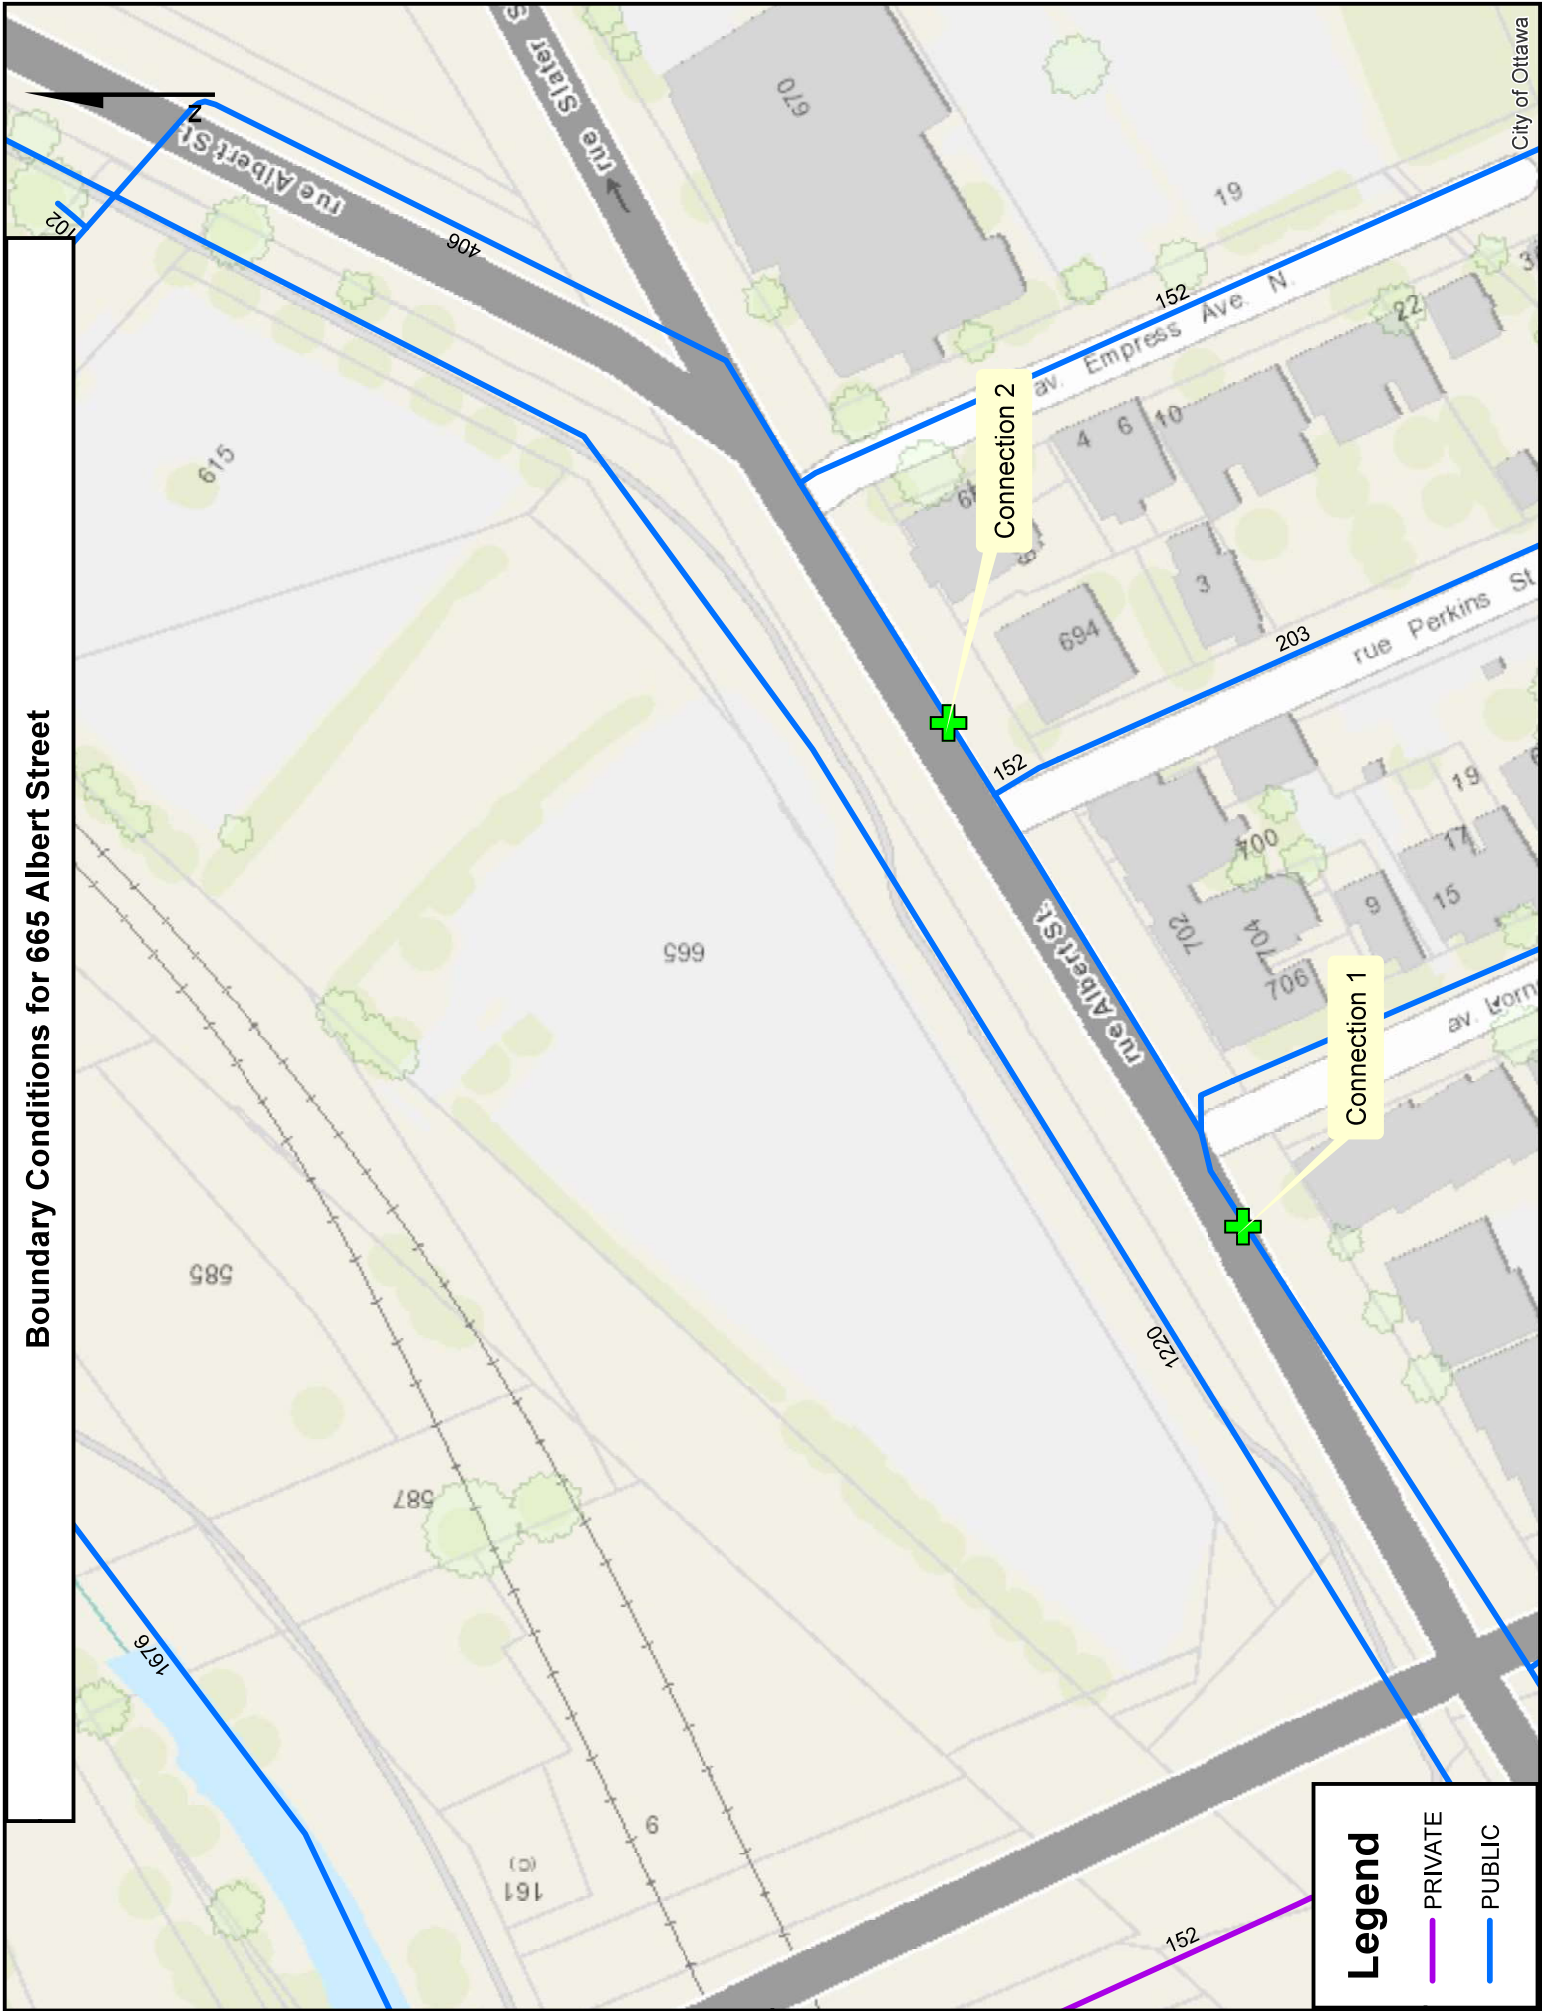 Boundary Conditions for 665 Albert Street
N
City of Ottawa
rue Albert St.
rue Slater S
406
102
670
19
615
152
av. Empress Ave. N.
Connection 2
4
6
10
22
3
694
203
rue Perkins St
152
665
rue Albert St.
700
702
704
706
9
15
17
19
av. Lorn
Connection 1
585
587
1220
1676
9
161
(C)
152
Legend
PRIVATE
PUBLIC